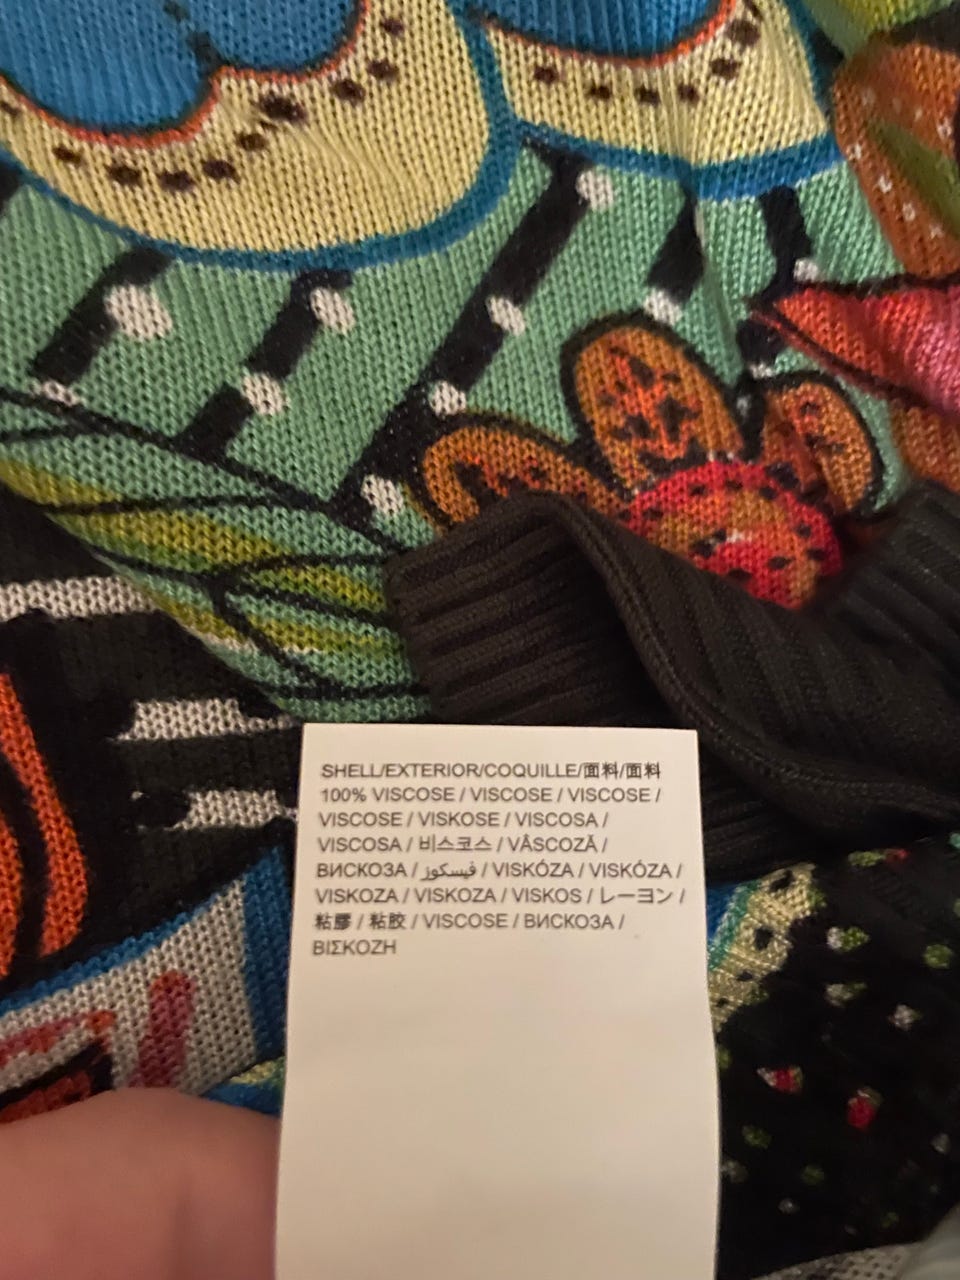 SHELL/EXTERIOR/COQUILLE/面料/面料
100% VISCOSE / VISCOSE / VISCOSE /
VISCOSE / VISKOSE / VISCOSA /
VISCOSA / 비스코스 / VÂSCOZĂ /
ВИСКОЗА / فيسكوز / VISKÓZA / VISKÓZA /
VISKOZA / VISKOZA / VISKOS / レーヨン /
粘膠 / 粘胶 / VISCOSE / ВИСКОЗА /
ΒΙΣΚΟΖΗ